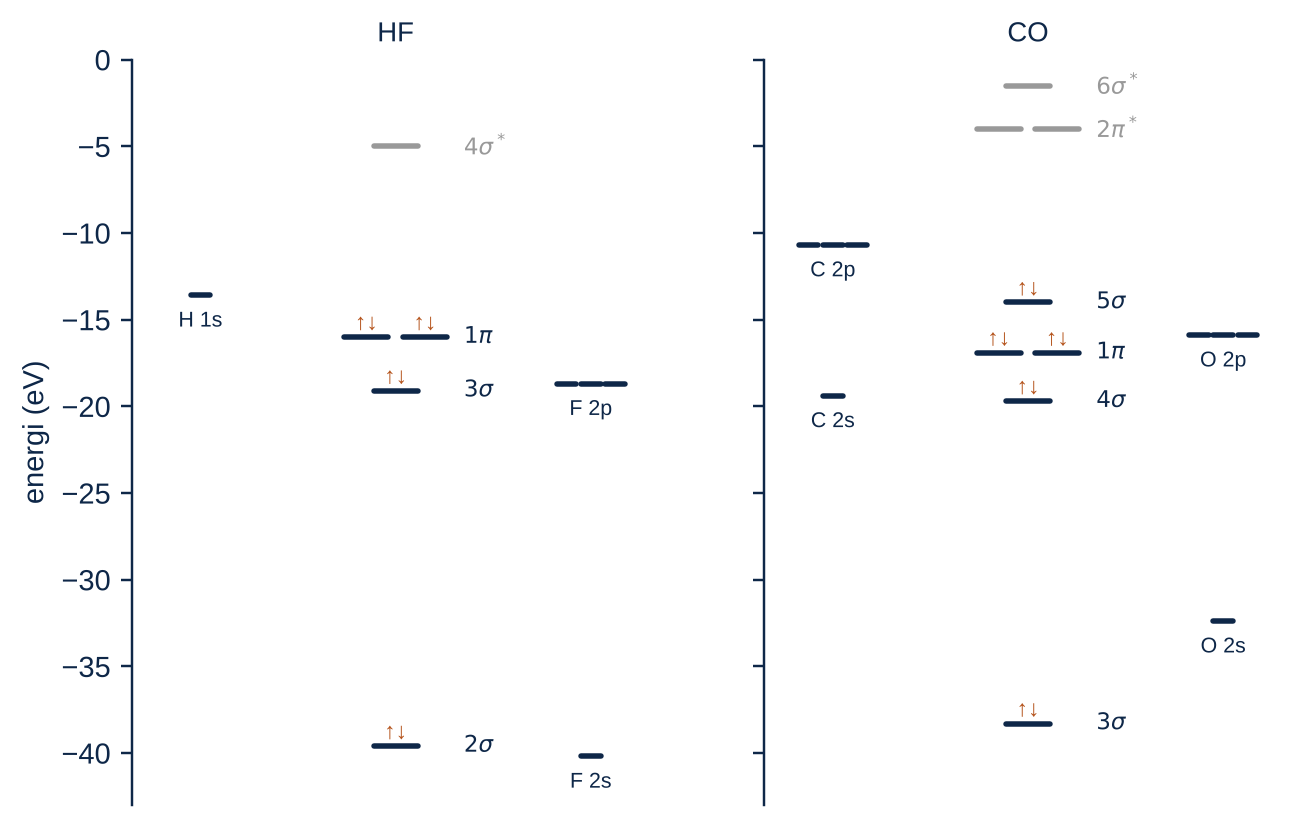 HF
CO
energi (eV)
0
−5
−10
−15
−20
−25
−30
−35
−40
4σ*
H 1s
↑↓ ↑↓
1π
↑↓
3σ
F 2p
↑↓
2σ
F 2s
6σ*
2π*
C 2p
↑↓
5σ
↑↓ ↑↓
1π
O 2p
↑↓
4σ
C 2s
O 2s
↑↓
3σ